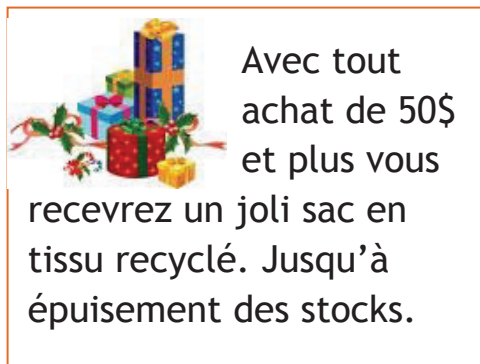 Avec tout
achat de 50$
et plus vous
recevrez un joli sac en
tissu recyclé. Jusqu’à
épuisement des stocks.